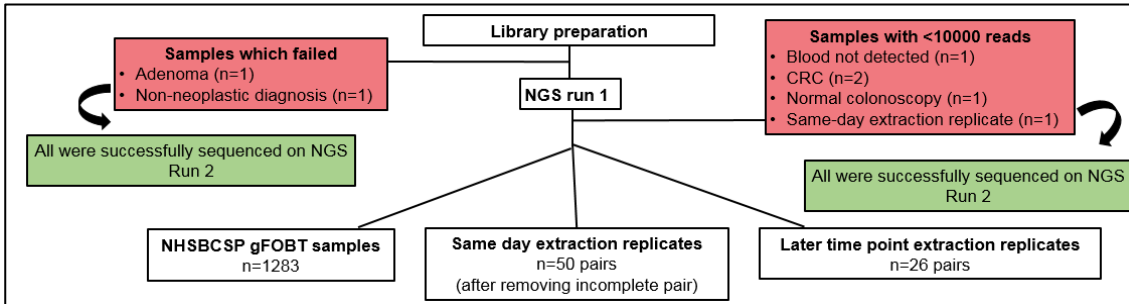 Library preparation
Samples which failed
• Adenoma (n=1)
• Non-neoplastic diagnosis (n=1)
Samples with <10000 reads
• Blood not detected (n=1)
• CRC (n=2)
• Normal colonoscopy (n=1)
• Same-day extraction replicate (n=1)
NGS run 1
All were successfully sequenced on NGS
Run 2
All were successfully sequenced on NGS
Run 2
NHSBCSP gFOBT samples
n=1283
Same day extraction replicates
n=50 pairs
(after removing incomplete pair)
Later time point extraction replicates
n=26 pairs